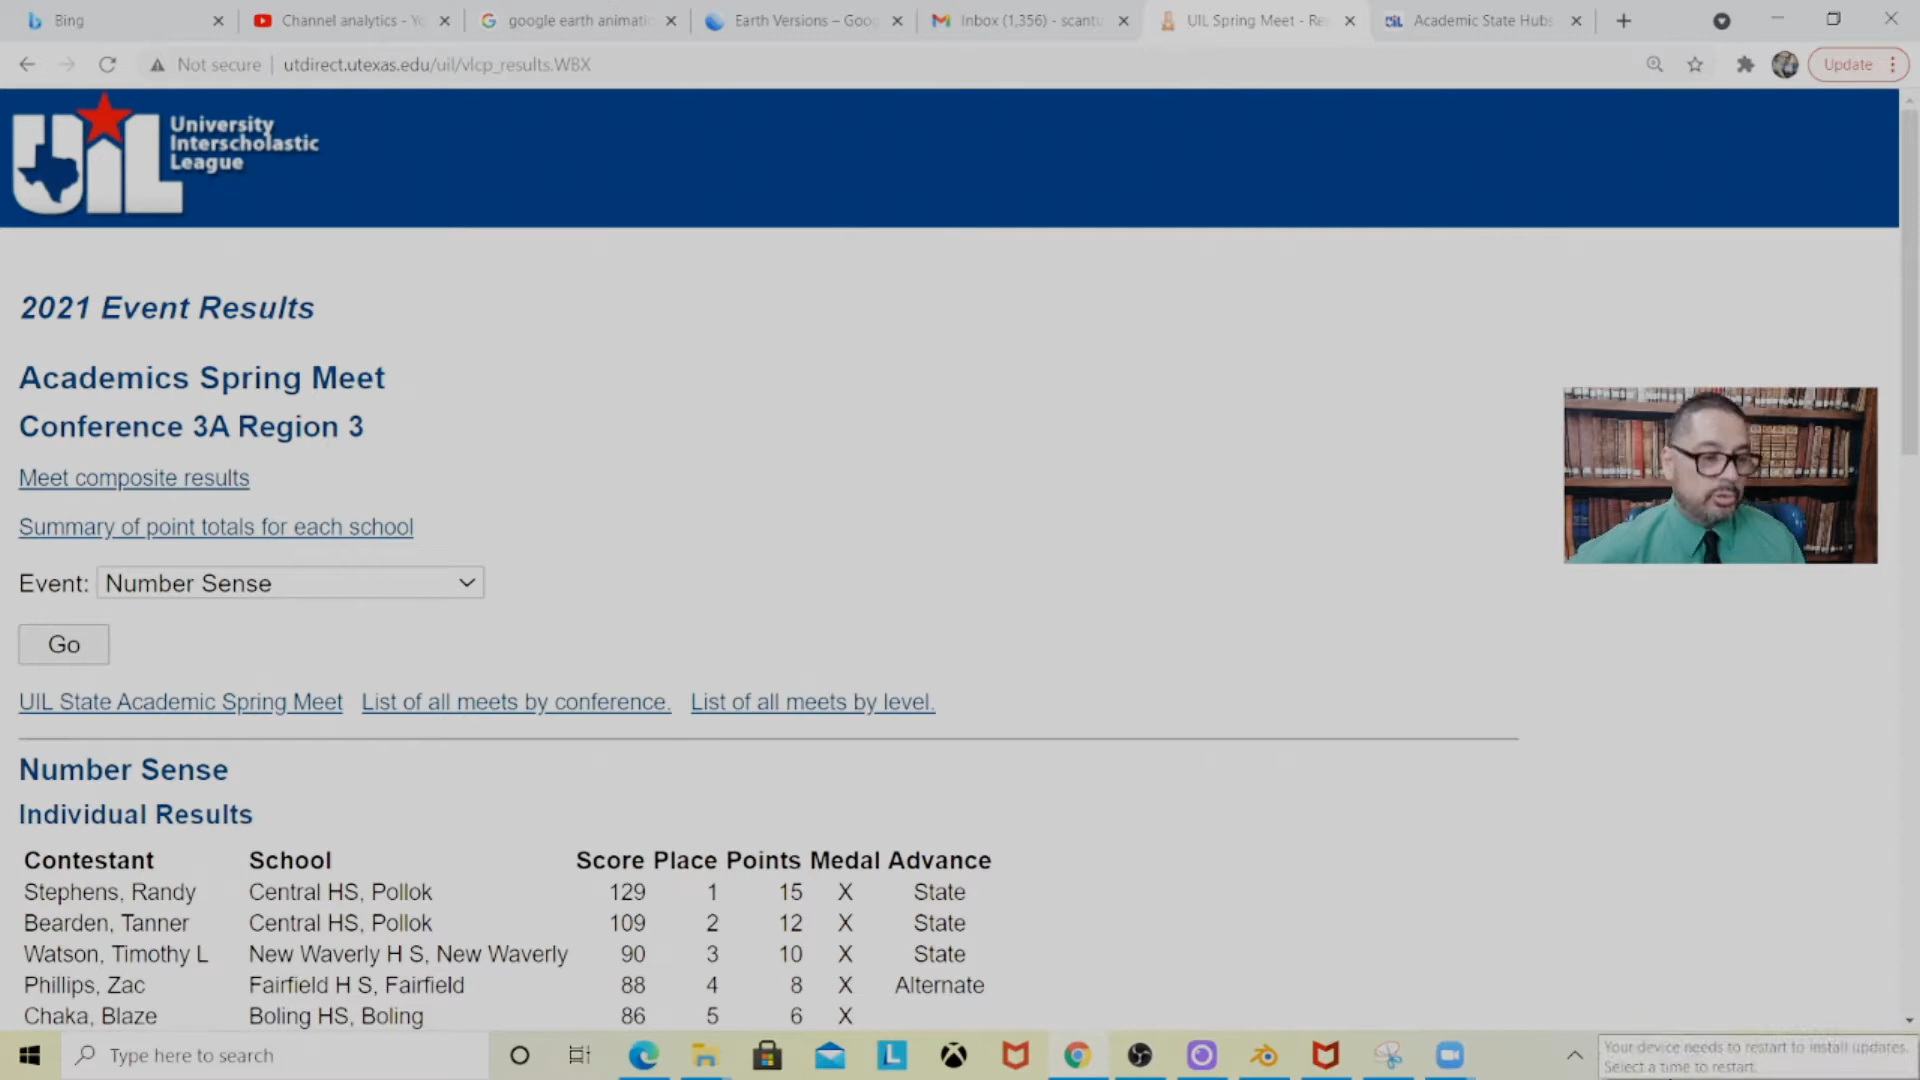 Bing
Channel analytics - Yo
google earth animatic
Earth Versions – Goog
Inbox (1,356) - scantu
UIL Spring Meet - Re
Academic State Hubs
Not secure
utdirect.utexas.edu/uil/vlcp_results.WBX
Update
UIL
University
Interscholastic
League
2021 Event Results
Academics Spring Meet
Conference 3A Region 3
Meet composite results
Summary of point totals for each school
Event: Number Sense
Go
UIL State Academic Spring Meet List of all meets by conference. List of all meets by level.
Number Sense
Individual Results
Contestant School Score Place Points Medal Advance
Stephens, Randy Central HS, Pollok 129 1 15 X State
Bearden, Tanner Central HS, Pollok 109 2 12 X State
Watson, Timothy L New Waverly H S, New Waverly 90 3 10 X State
Phillips, Zac Fairfield H S, Fairfield 88 4 8 X Alternate
Chaka, Blaze Boling HS, Boling 86 5 6 X
Type here to search
Your device needs to restart to install updates.
Select a time to restart.